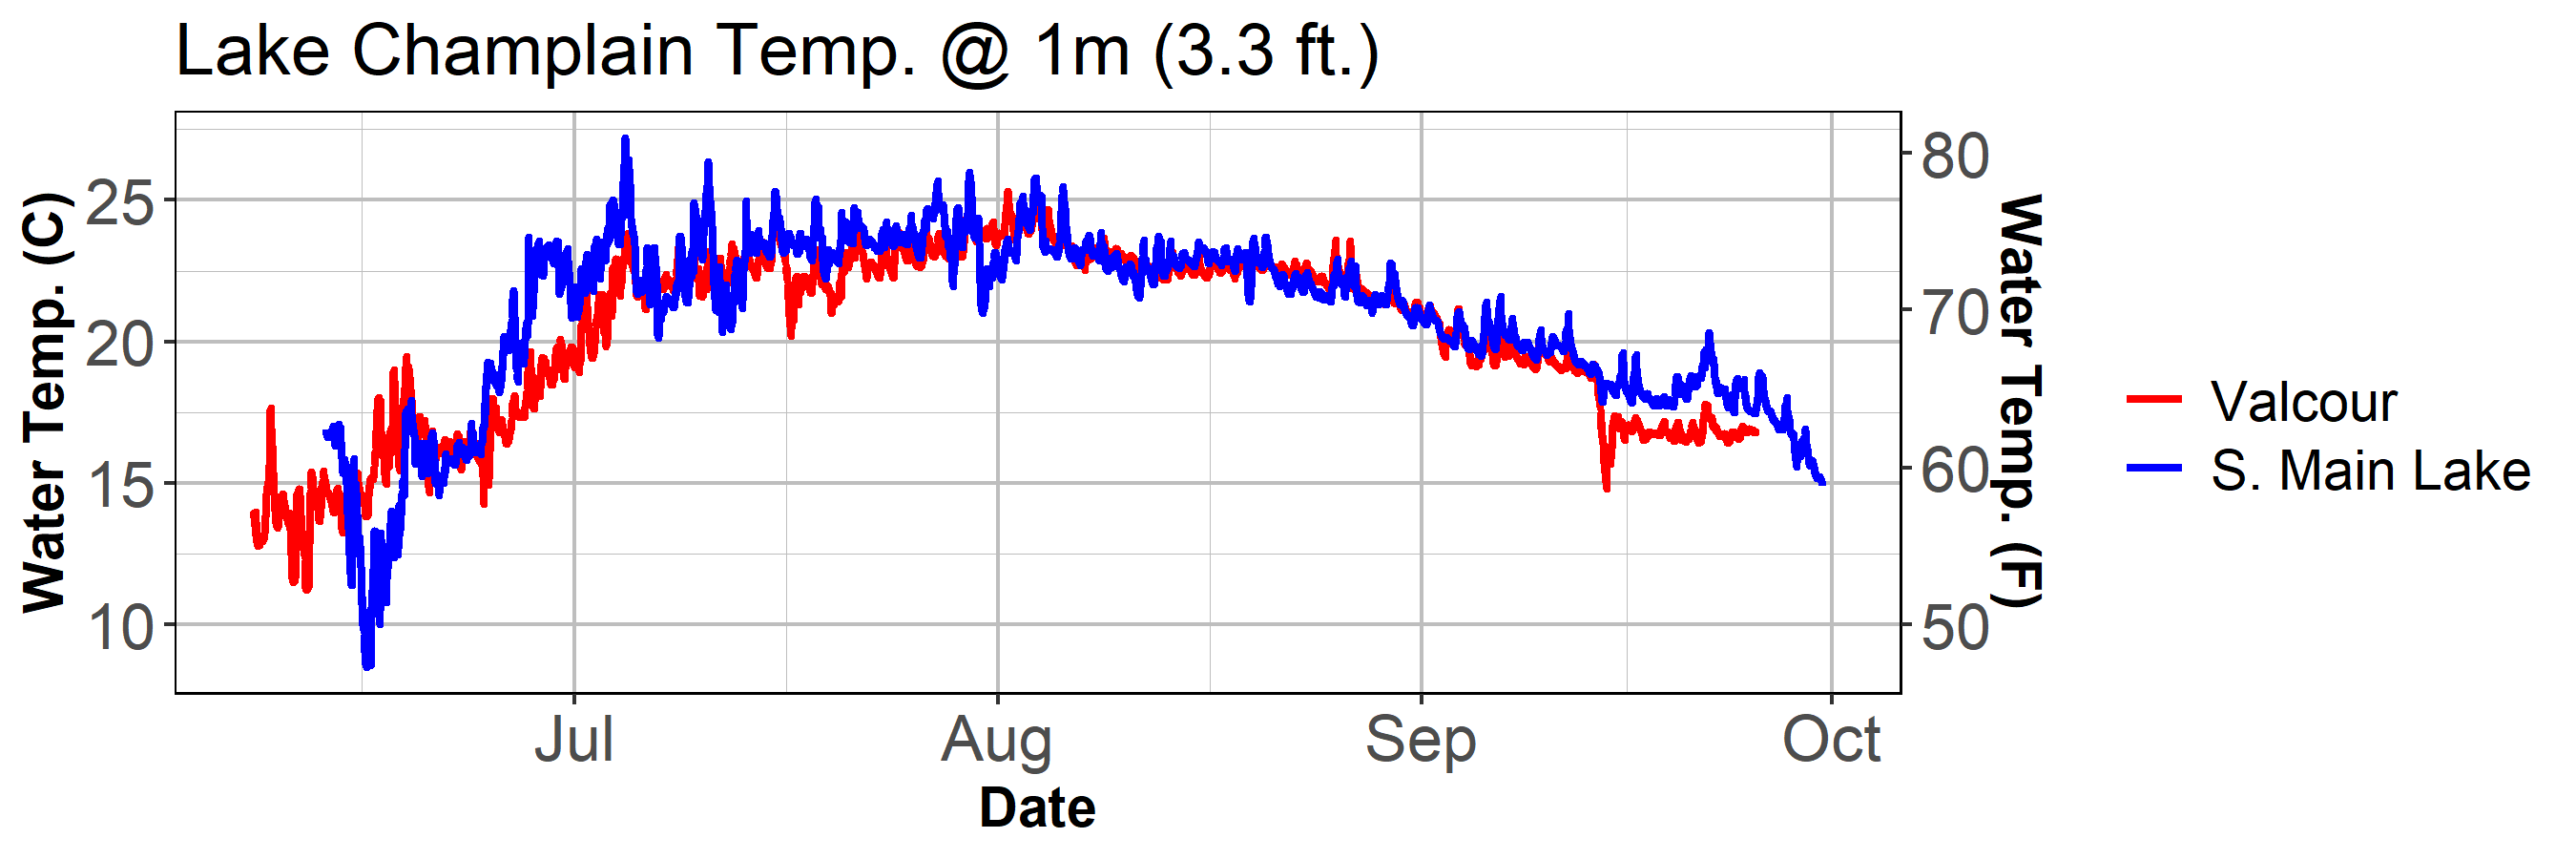 Lake Champlain Temp. @ 1m (3.3 ft.)
Water Temp. (C)
25
20
15
10
80
70
60
50
Water Temp. (F)
Jul
Aug
Sep
Oct
Date
Valcour
S. Main Lake